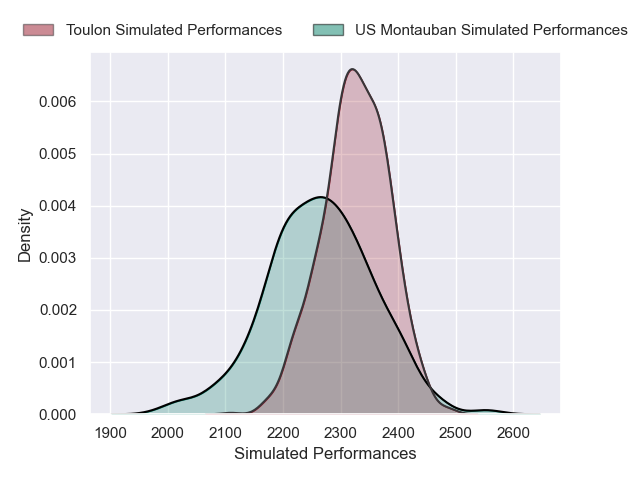 Toulon Simulated Performances
US Montauban Simulated Performances
0.006
0.005
0.004
0.003
0.002
0.001
0.000
Density
1900 2000 2100 2200 2300 2400 2500 2600
Simulated Performances